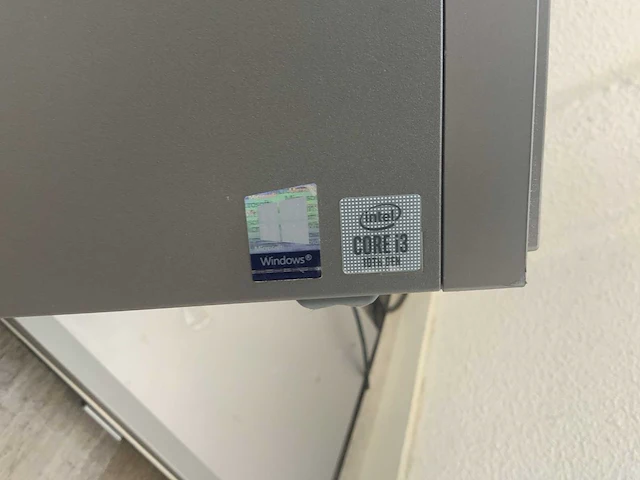 Windows®
intel
CORE i3
10TH GEN